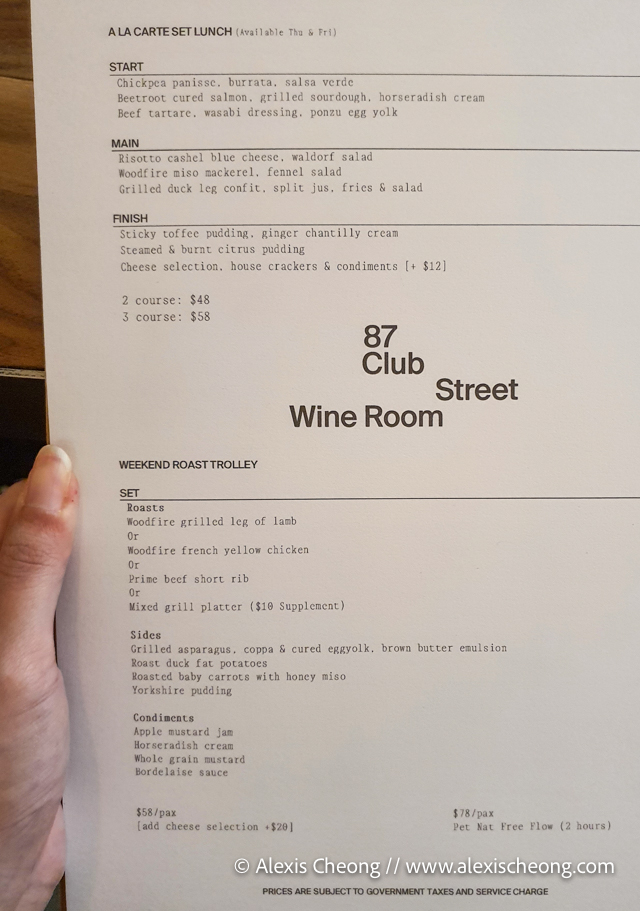 A LA CARTE SET LUNCH (Available Thu & Fri)
START
Chickpea panisse, burrata, salsa verde
Beetroot cured salmon, grilled sourdough, horseradish cream
Beef tartare, wasabi dressing, ponzu egg yolk
MAIN
Risotto cashel blue cheese, waldorf salad
Woodfire miso mackerel, fennel salad
Grilled duck leg confit, split jus, fries & salad
FINISH
Sticky toffee pudding, ginger chantilly cream
Steamed & burnt citrus pudding
Cheese selection, house crackers & condiments [+ $12]
2 course: $48
3 course: $58
87
Club
Street
Wine Room
WEEKEND ROAST TROLLEY
SET
Roasts
Woodfire grilled leg of lamb
Or
Woodfire french yellow chicken
Or
Prime beef short rib
Or
Mixed grill platter ($10 Supplement)
Sides
Grilled asparagus, coppa & cured eggyolk, brown butter emulsion
Roast duck fat potatoes
Roasted baby carrots with honey miso
Yorkshire pudding
Condiments
Apple mustard jam
Horseradish cream
Whole grain mustard
Bordelaise sauce
$58/pax
[add cheese selection +$20]
$78/pax
Pet Nat Free Flow (2 hours)
© Alexis Cheong // www.alexischeong.com
PRICES ARE SUBJECT TO GOVERNMENT TAXES AND SERVICE CHARGE